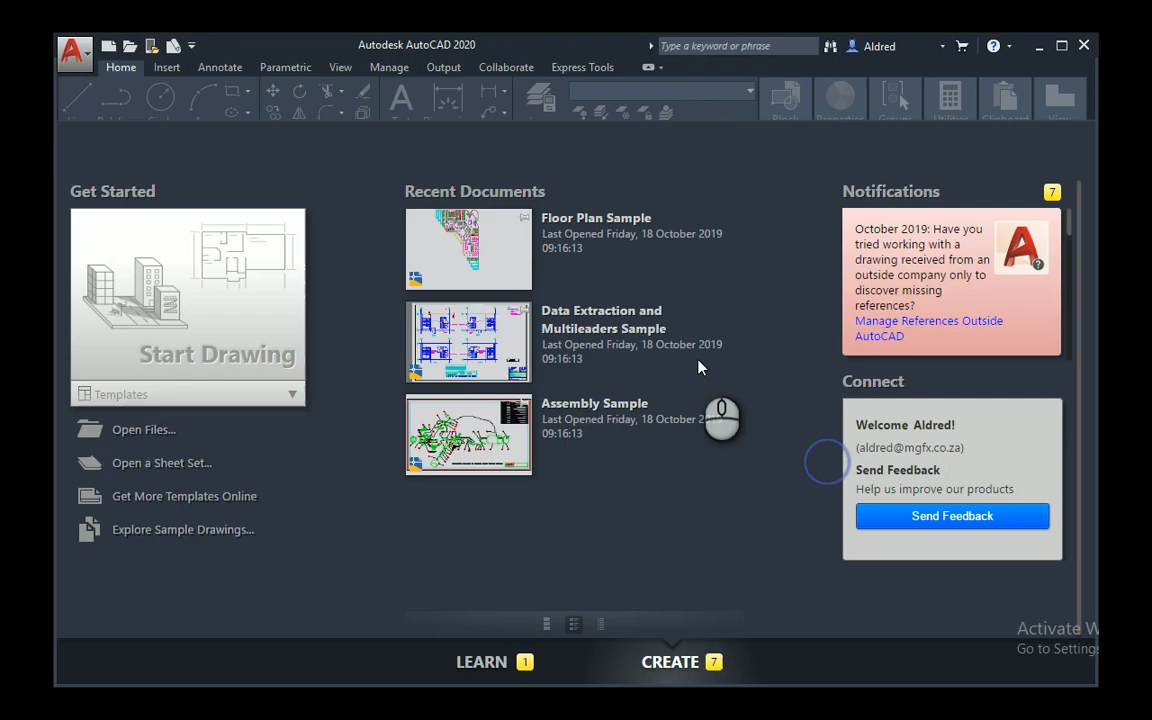 Autodesk AutoCAD 2020
Type a keyword or phrase
Aldred
Home
Insert
Annotate
Parametric
View
Manage
Output
Collaborate
Express Tools
Get Started
Start Drawing
Templates
Open Files...
Open a Sheet Set...
Get More Templates Online
Explore Sample Drawings...
Recent Documents
Floor Plan Sample
Last Opened Friday, 18 October 2019
09:16:13
Data Extraction and
Multileaders Sample
Last Opened Friday, 18 October 2019
09:16:13
Assembly Sample
Last Opened Friday, 18 October 2019
09:16:13
Notifications
7
October 2019: Have you
tried working with a
drawing received from an
outside company only to
discover missing
references?
Manage References Outside
AutoCAD
Connect
Welcome Aldred!
(aldred@mgfx.co.za)
Send Feedback
Help us improve our products
Send Feedback
Activate W
Go to Settings
LEARN 1
CREATE 7